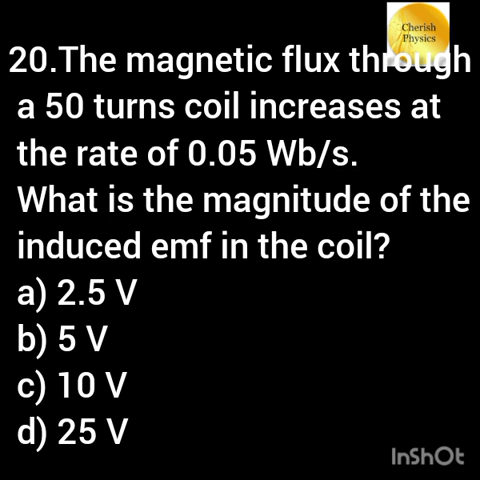 Cherish
Physics
20.The magnetic flux through
a 50 turns coil increases at
the rate of 0.05 Wb/s.
What is the magnitude of the
induced emf in the coil?
a) 2.5 V
b) 5 V
c) 10 V
d) 25 V
InShOt